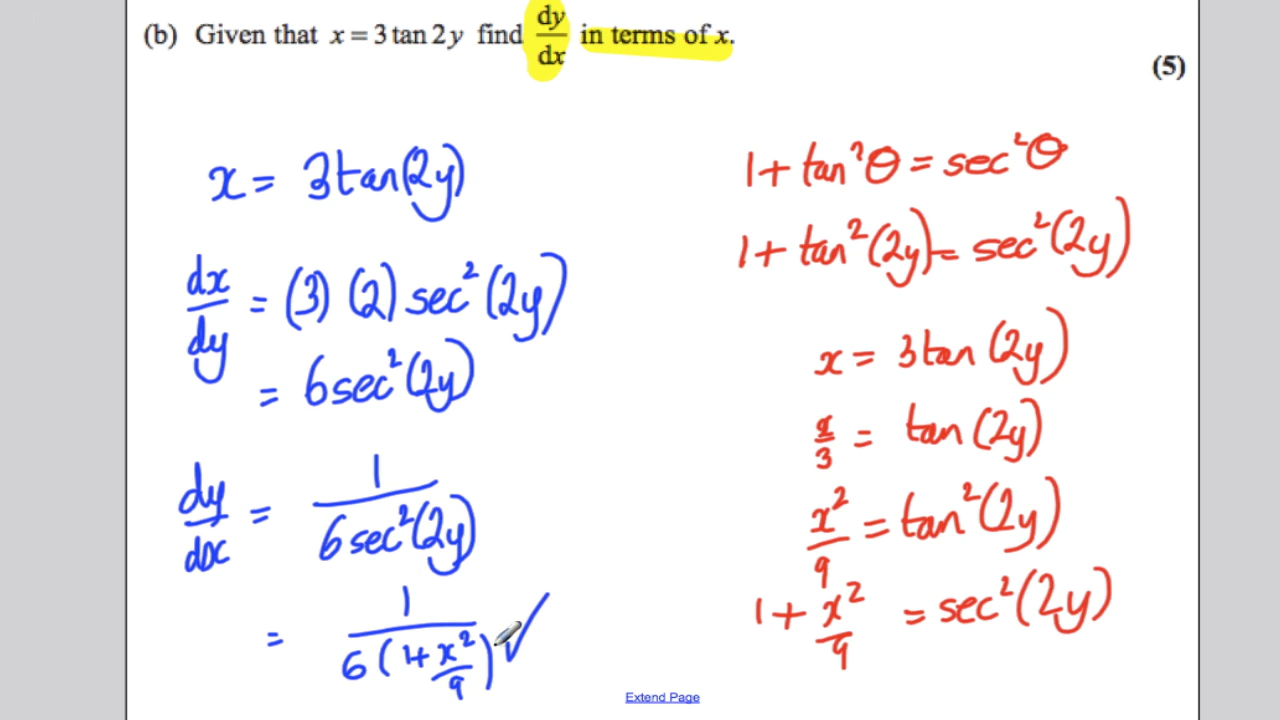 (b) Given that x = 3 tan 2y find dy/dx in terms of x.
(5)
x = 3tan(2y)
dx/dy = (3) (2) sec²(2y)
= 6sec²(2y)
dy/dx = 1/6sec²(2y)
= 1/6(1+x²/9) ✓
1 + tan²θ = sec²θ
1 + tan²(2y) = sec²(2y)
x = 3tan(2y)
x/3 = tan(2y)
x²/9 = tan²(2y)
1 + x²/9 = sec²(2y)
Extend Page